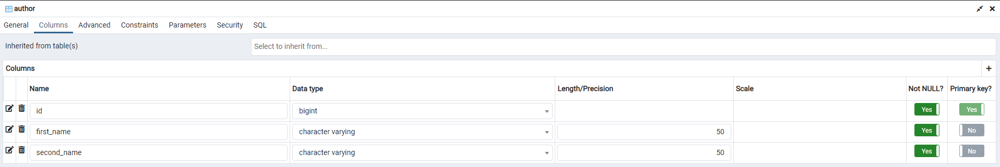 author
General Columns Advanced Constraints Parameters Security SQL
Inherited from table(s) Select to inherit from...
Columns
Name Data type Length/Precision Scale Not NULL? Primary key?
id bigint Yes Yes
first_name character varying 50 Yes No
second_name character varying 50 Yes No